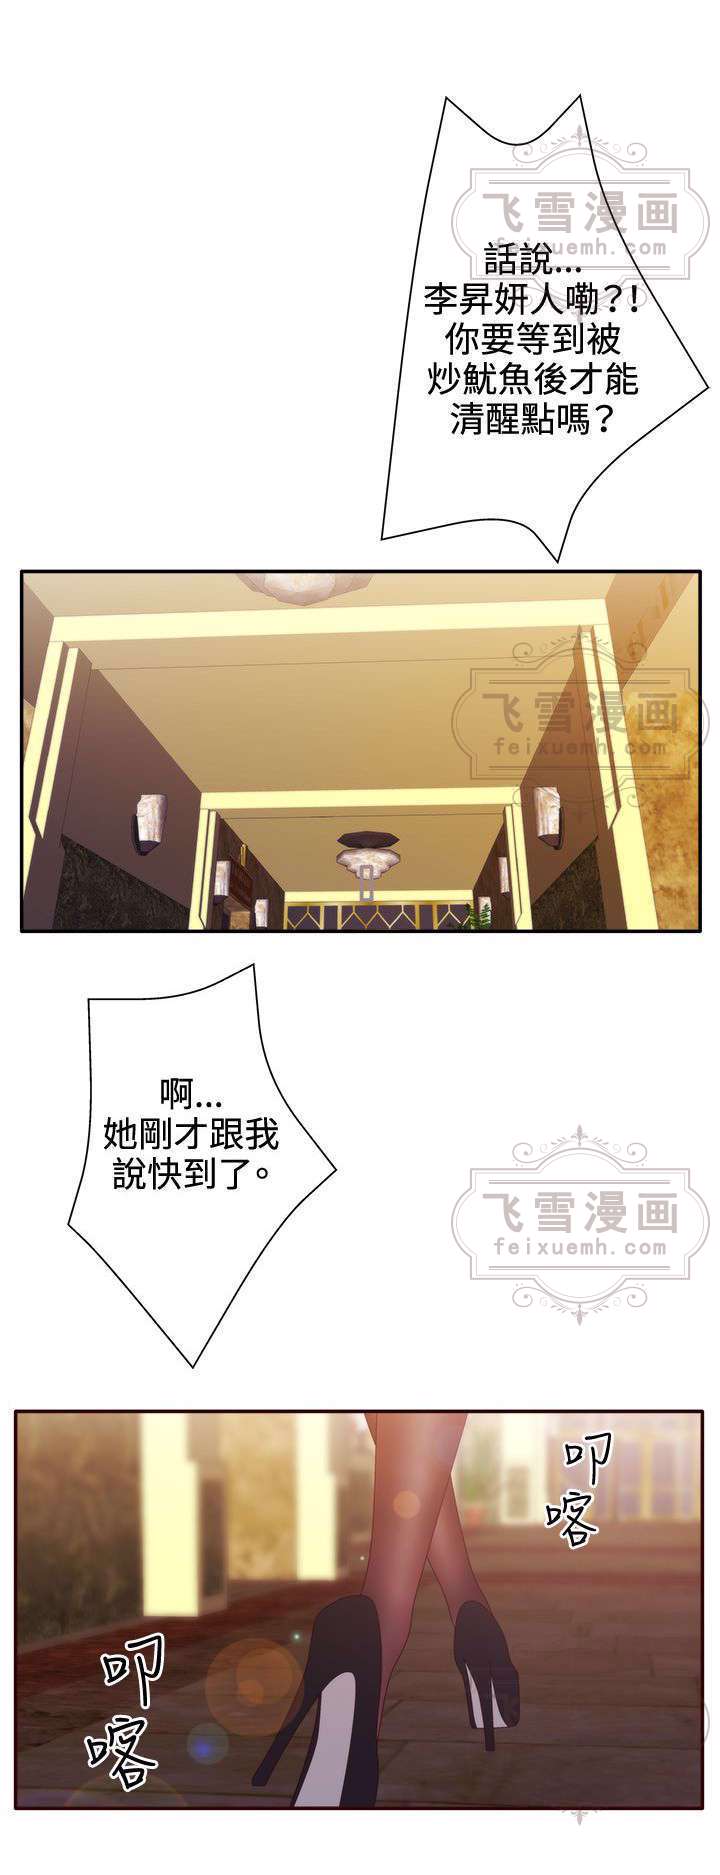 飞雪漫画
feixuemh.com
話說...
李昇妍人嘞?!
你要等到被
炒魷魚後才能
清醒點嗎?
飞雪漫画
feixuemh.com
啊...
她剛才跟我
說快到了。
飞雪漫画
feixuemh.com
叩
喀
叩
喀